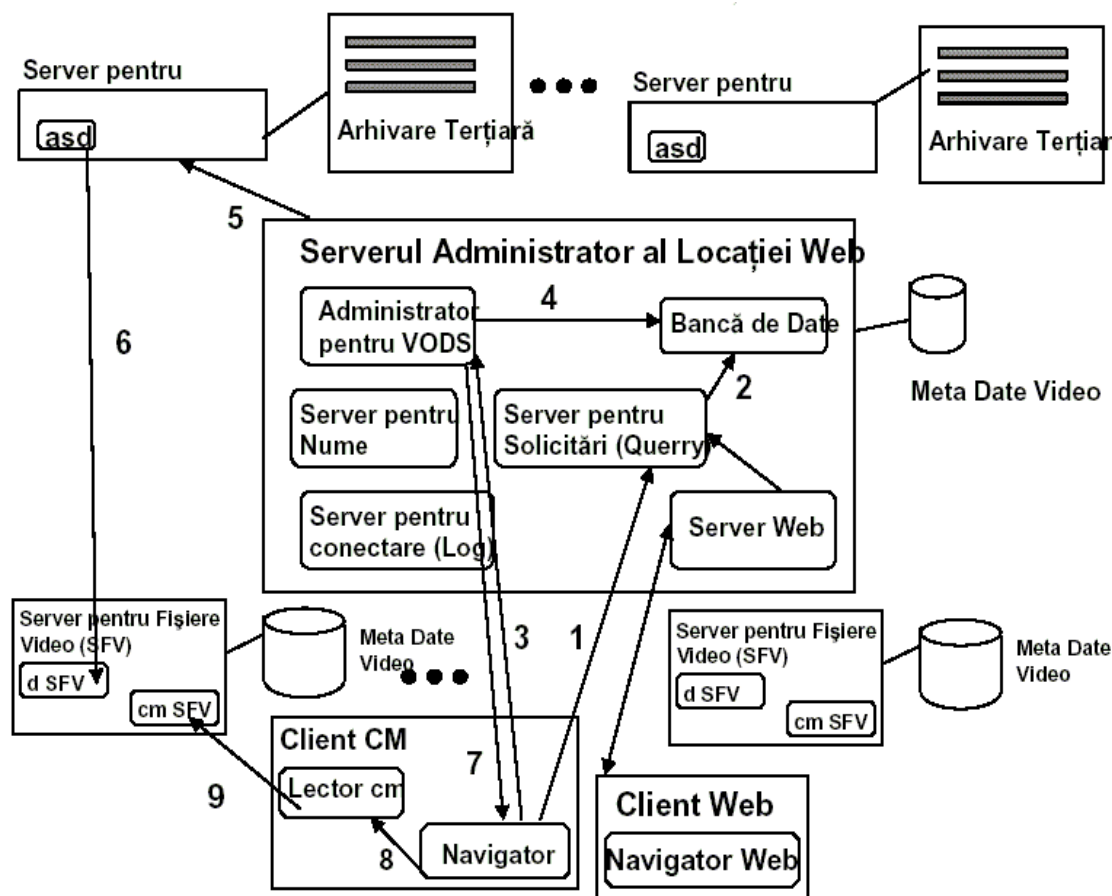 Server pentru
asd
Arhivare Terțiară
Server pentru
asd
Arhivare Terțiar
5
Serverul Administrator al Locației Web
Administrator
pentru VODS
4
Bancă de Date
6
2
Meta Date Video
Server pentru
Nume
Server pentru
Solicitări (Querry)
Server pentru
conectare (Log)
Server Web
Server pentru Fişiere
Video (SFV)
d SFV
cm SFV
Meta Date
Video
3
1
Server pentru Fişiere
Video (SFV)
d SFV
cm SFV
Meta Date
Video
Client CM
Lector cm
7
9
8
Navigator
Client Web
Navigator Web